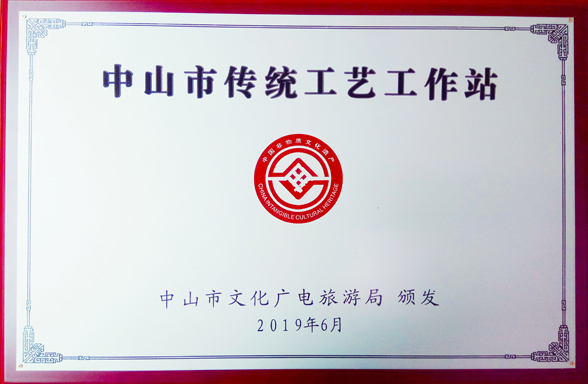 中山市传统工艺工作站
中国非物质文化遗产
CHINA INTANGIBLE CULTURAL HERITAGE
中山市文化广电旅游局 颁发
2019年6月